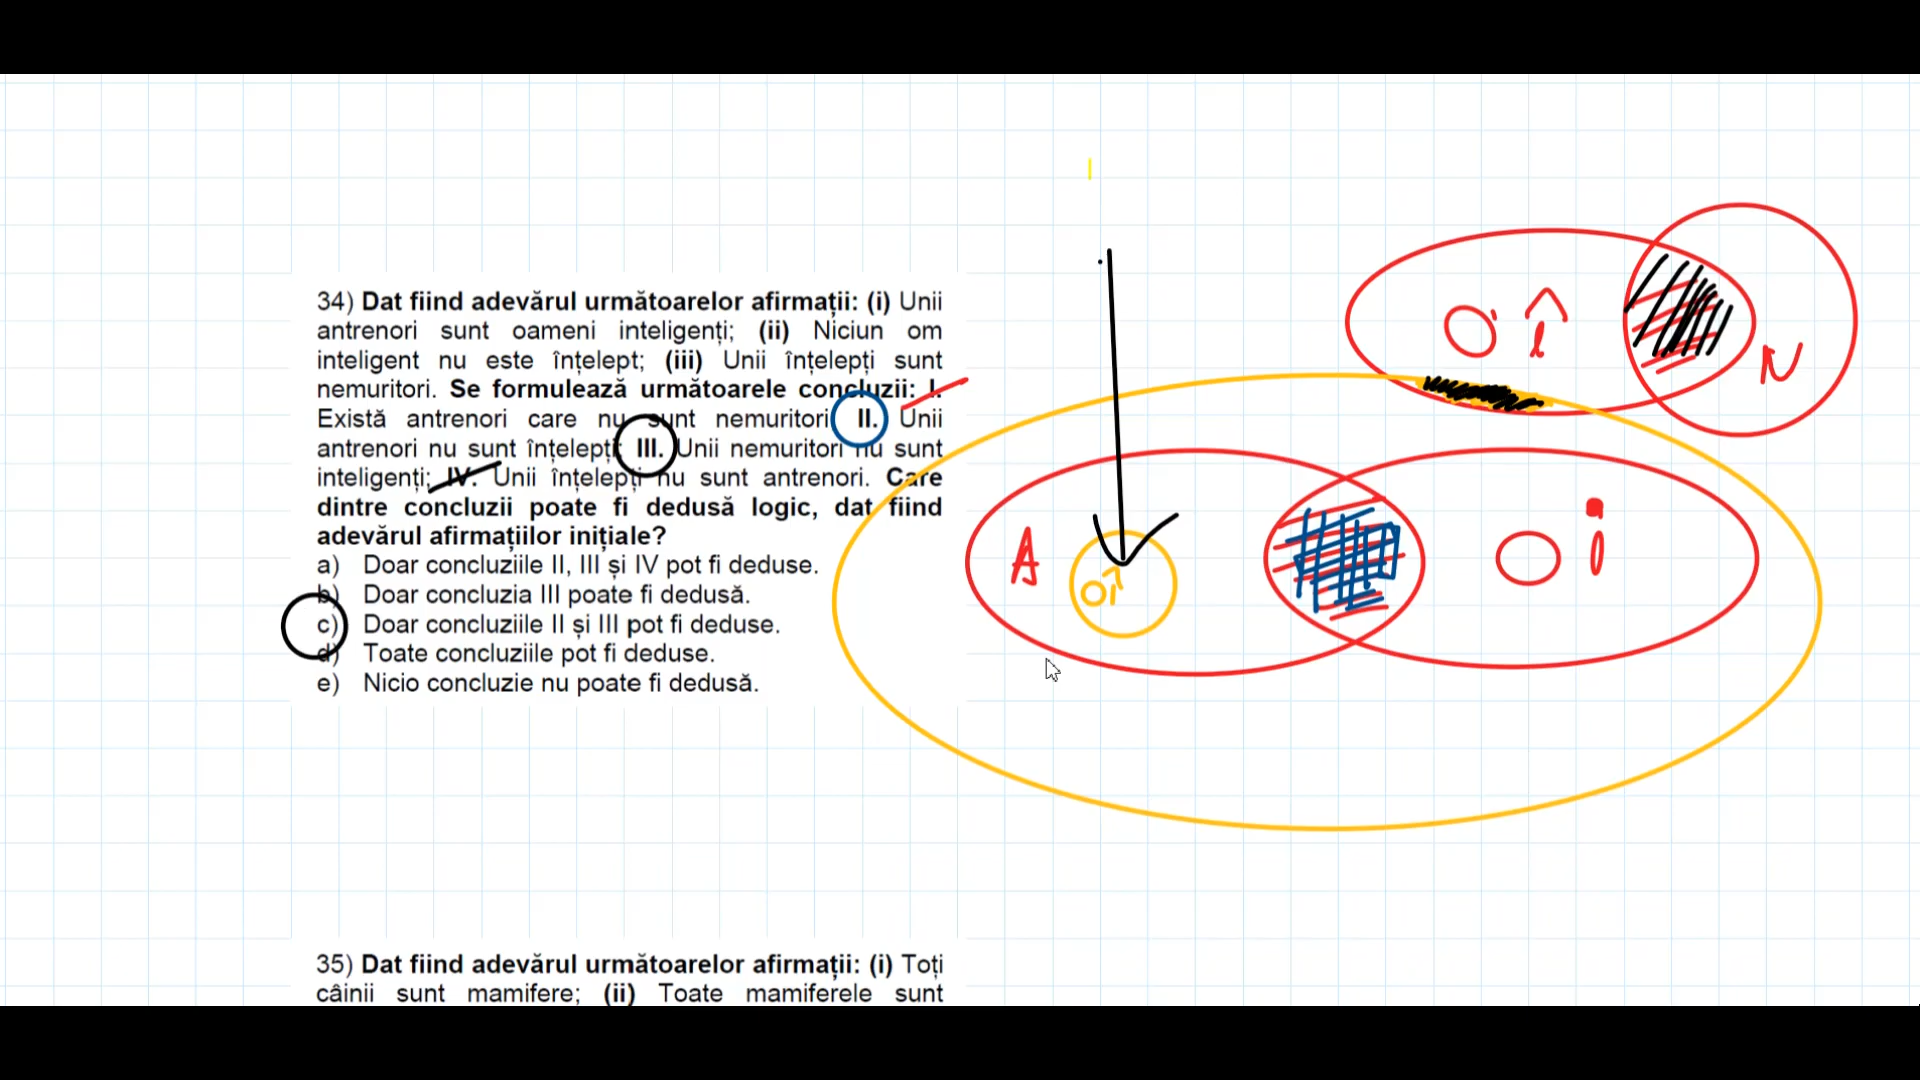 34) Dat fiind adevărul următoarelor afirmații: (i) Unii
antrenori sunt oameni inteligenți; (ii) Niciun om
inteligent nu este înțelept; (iii) Unii înțelepți sunt
nemuritori. Se formulează următoarele concluzii: I.
Există antrenori care nu sunt nemuritori II. Unii
antrenori nu sunt înțelepți; III. Unii nemuritori nu sunt
inteligenți; IV. Unii înțelepți nu sunt antrenori. Care
dintre concluzii poate fi dedusă logic, dat fiind
adevărul afirmațiilor inițiale?
a) Doar concluziile II, III și IV pot fi deduse.
b) Doar concluzia III poate fi dedusă.
c) Doar concluziile II și III pot fi deduse.
d) Toate concluziile pot fi deduse.
e) Nicio concluzie nu poate fi dedusă.
35) Dat fiind adevărul următoarelor afirmații: (i) Toți
câinii sunt mamifere; (ii) Toate mamiferele sunt
O î
N
A
oî
O i